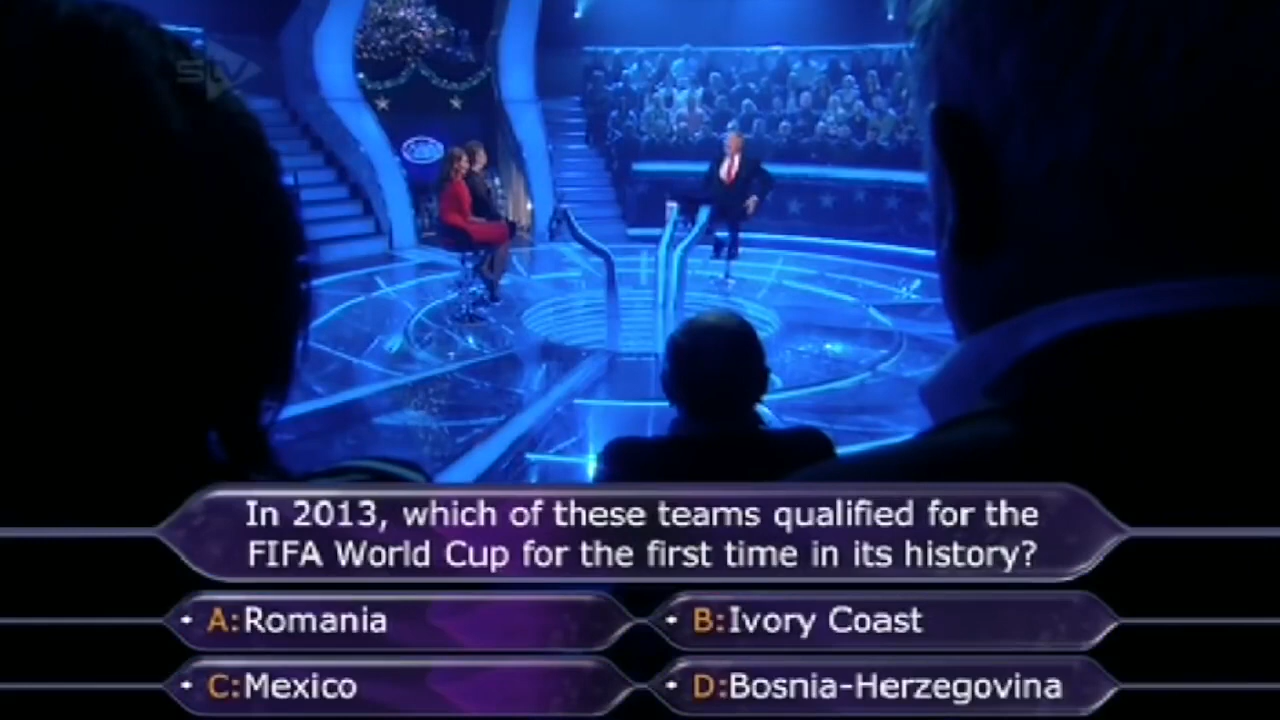 stv
In 2013, which of these teams qualified for the
FIFA World Cup for the first time in its history?
A: Romania
B: Ivory Coast
C: Mexico
D: Bosnia-Herzegovina